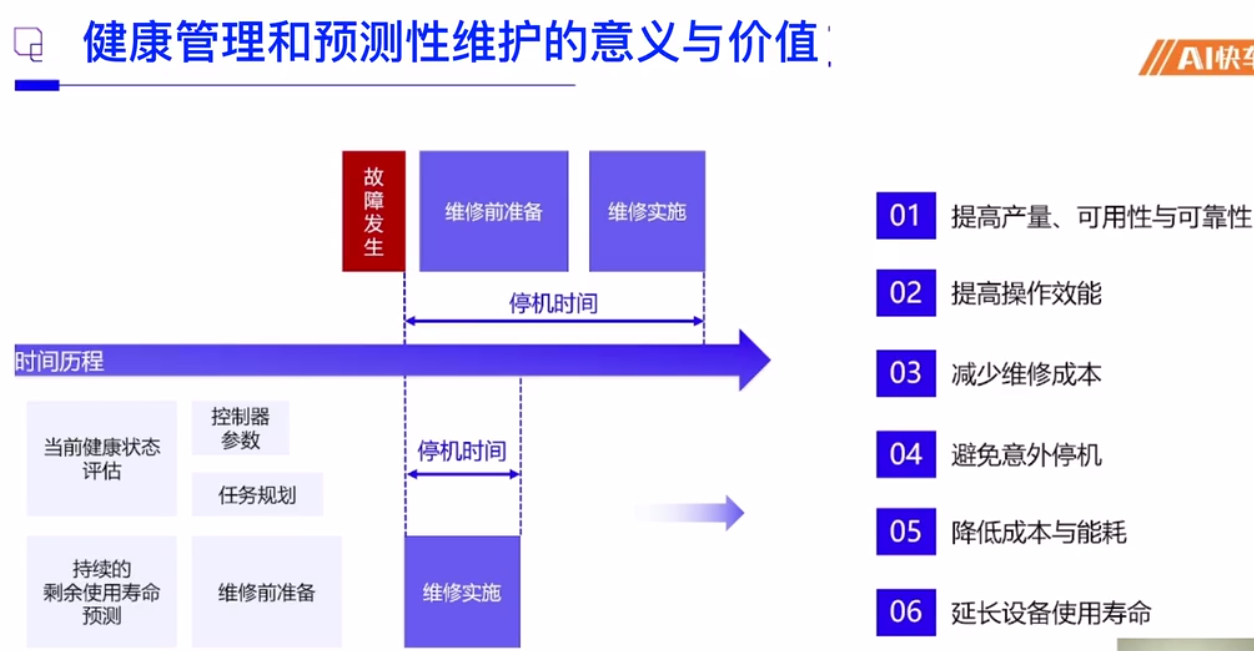 健康管理和预测性维护的意义与价值
AI快车
故
障
发
生
维修前准备
维修实施
停机时间
时间历程
当前健康状态
评估
控制器
参数
任务规划
停机时间
持续的
剩余使用寿命
预测
维修前准备
维修实施
01 提高产量、可用性与可靠性
02 提高操作效能
03 减少维修成本
04 避免意外停机
05 降低成本与能耗
06 延长设备使用寿命